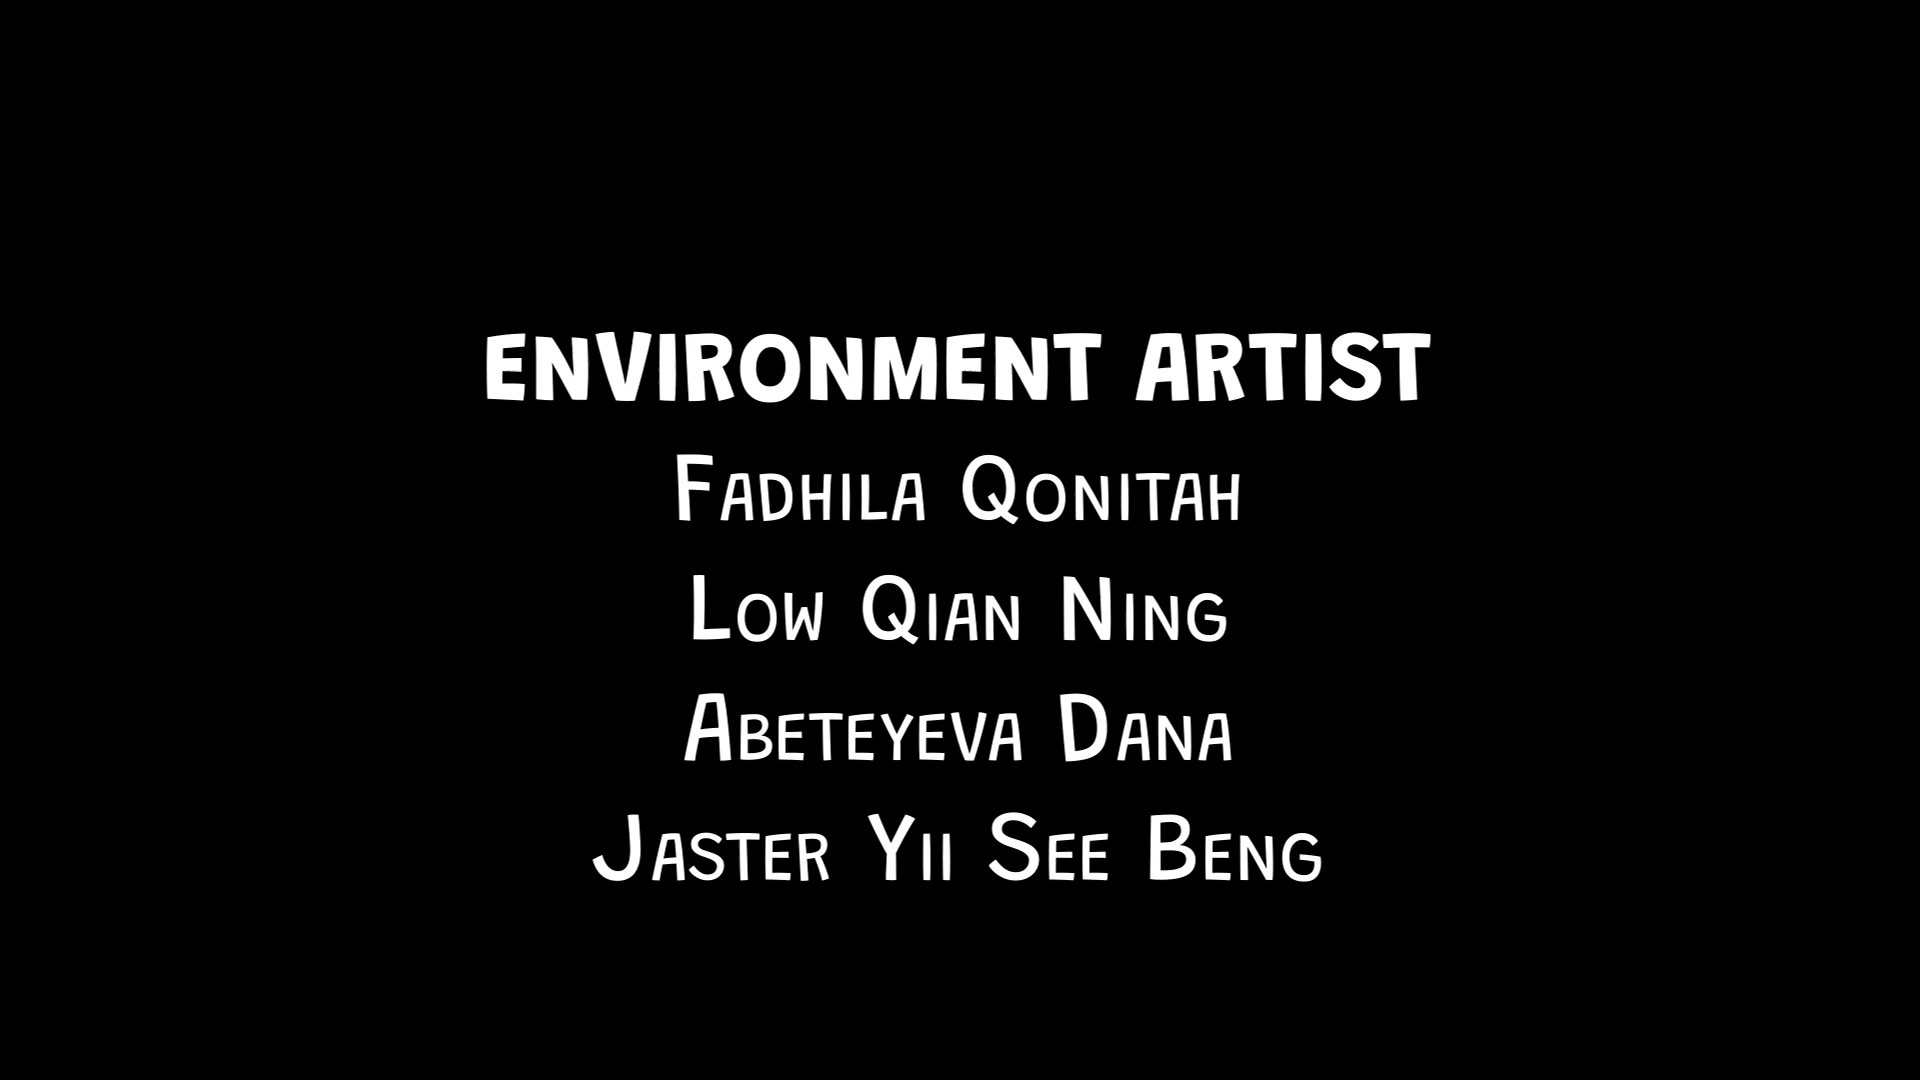 ENVIRONMENT ARTIST
Fadhila Qonitah
Low Qian Ning
Abeteyeva Dana
Jaster Yii See Beng